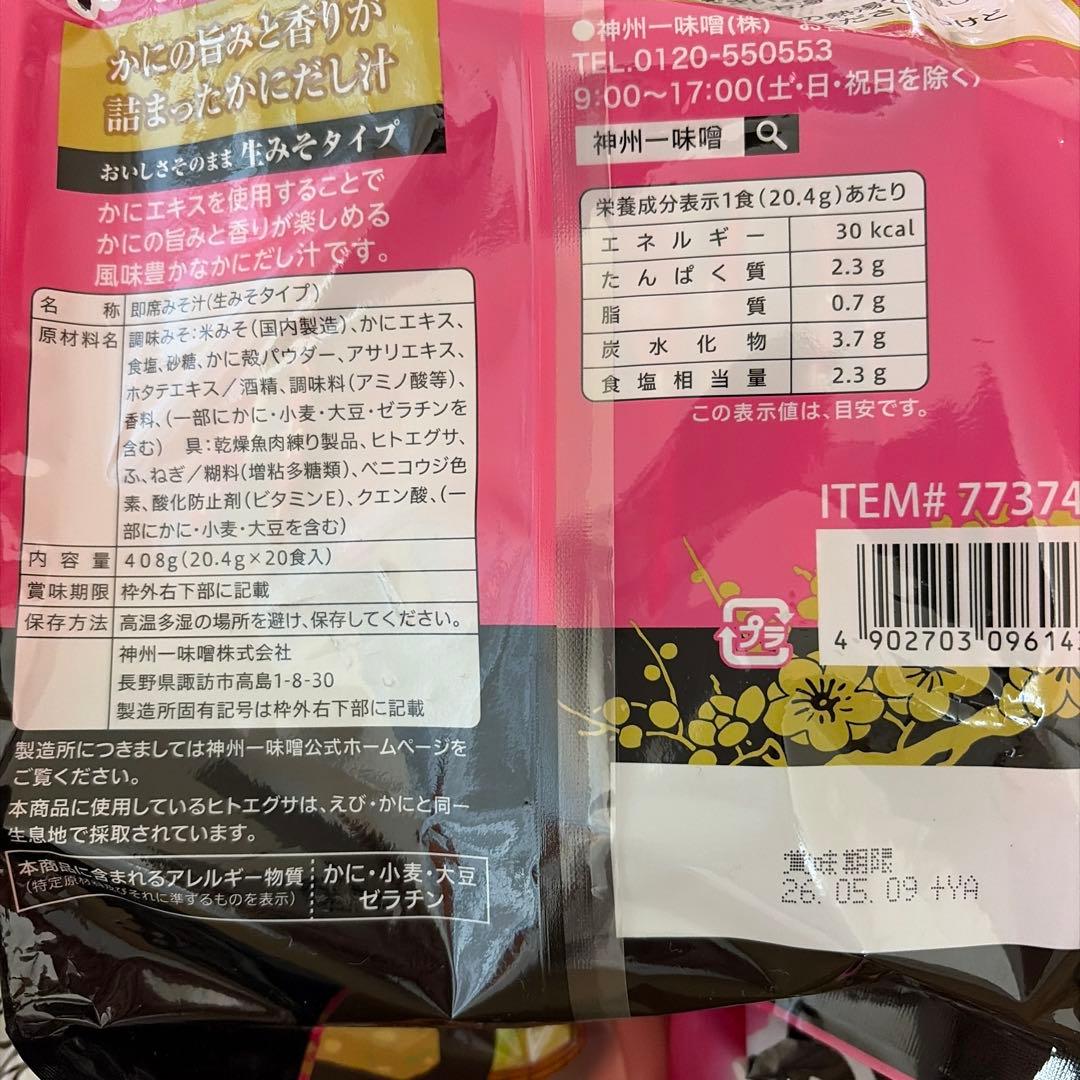 かにの旨みと香りが
詰まったかにだし汁
おいしさそのまま 生みそタイプ
かにエキスを使用することで
かにの旨みと香りが楽しめる
風味豊かなかにだし汁です。
名称 即席みそ汁(生みそタイプ)
原材料名 調味みそ:米みそ(国内製造)、かにエキス、
食塩、砂糖、かに殻パウダー、アサリエキス、
ホタテエキス/酒精、調味料(アミノ酸等)、
香料、(一部にかに・小麦・大豆・ゼラチンを
含む) 具:乾燥魚肉練り製品、ヒトエグサ、
ふ、ねぎ/糊料(増粘多糖類)、ベニコウジ色
素、酸化防止剤(ビタミンE)、クエン酸、(一
部にかに・小麦・大豆を含む)
内容量 408g(20.4g×20食入)
賞味期限 枠外右下部に記載
保存方法 高温多湿の場所を避け、保存してください。
神州一味噌株式会社
長野県諏訪市高島1-8-30
製造所固有記号は枠外右下部に記載
製造所につきましては神州一味噌公式ホームページを
ご覧ください。
本商品に使用しているヒトエグサは、えび・かにと同一
生息地で採取されています。
本商品に含まれるアレルギー物質
(特定原材料及びそれに準ずるものを表示)
かに・小麦・大豆
ゼラチン
●神州一味噌(株)
TEL.0120-550553
9:00〜17:00(土・日・祝日を除く)
神州一味噌
栄養成分表示1食(20.4g)あたり
エネルギー 30 kcal
たんぱく質 2.3 g
脂質 0.7 g
炭水化物 3.7 g
食塩相当量 2.3 g
この表示値は、目安です。
ITEM# 77374
プラ
4 902703 09614
賞味期限
26.05.09 +YA